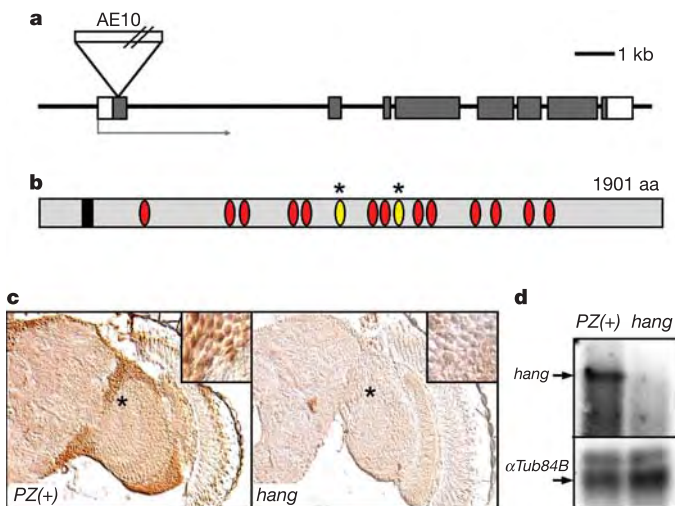 a
AE10
1 kb
b
* *
1901 aa
c
*
PZ(+)
*
hang
d
PZ(+) hang
hang
αTub84B